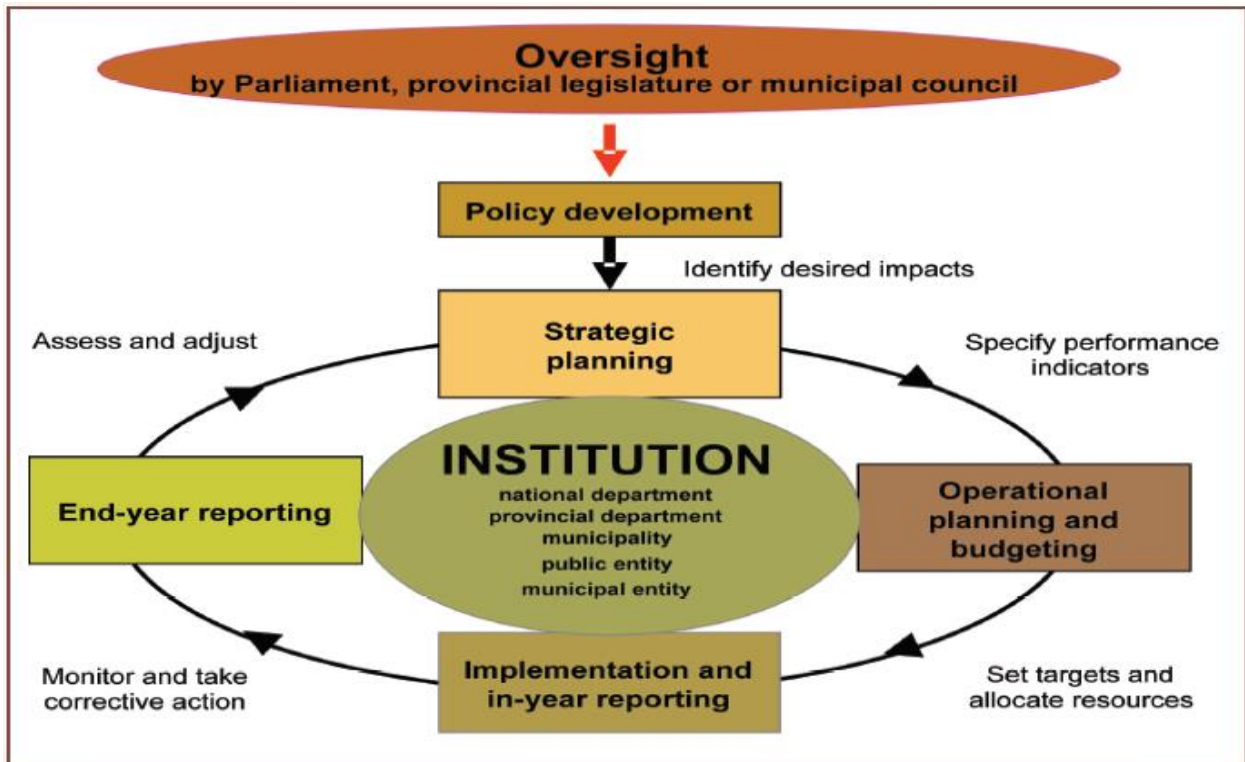 Oversight
by Parliament, provincial legislature or municipal council
Policy development
Identify desired impacts
Strategic
planning
Assess and adjust
Specify performance
indicators
INSTITUTION
national department
provincial department
municipality
public entity
municipal entity
End-year reporting
Operational
planning and
budgeting
Implementation and
in-year reporting
Monitor and take
corrective action
Set targets and
allocate resources